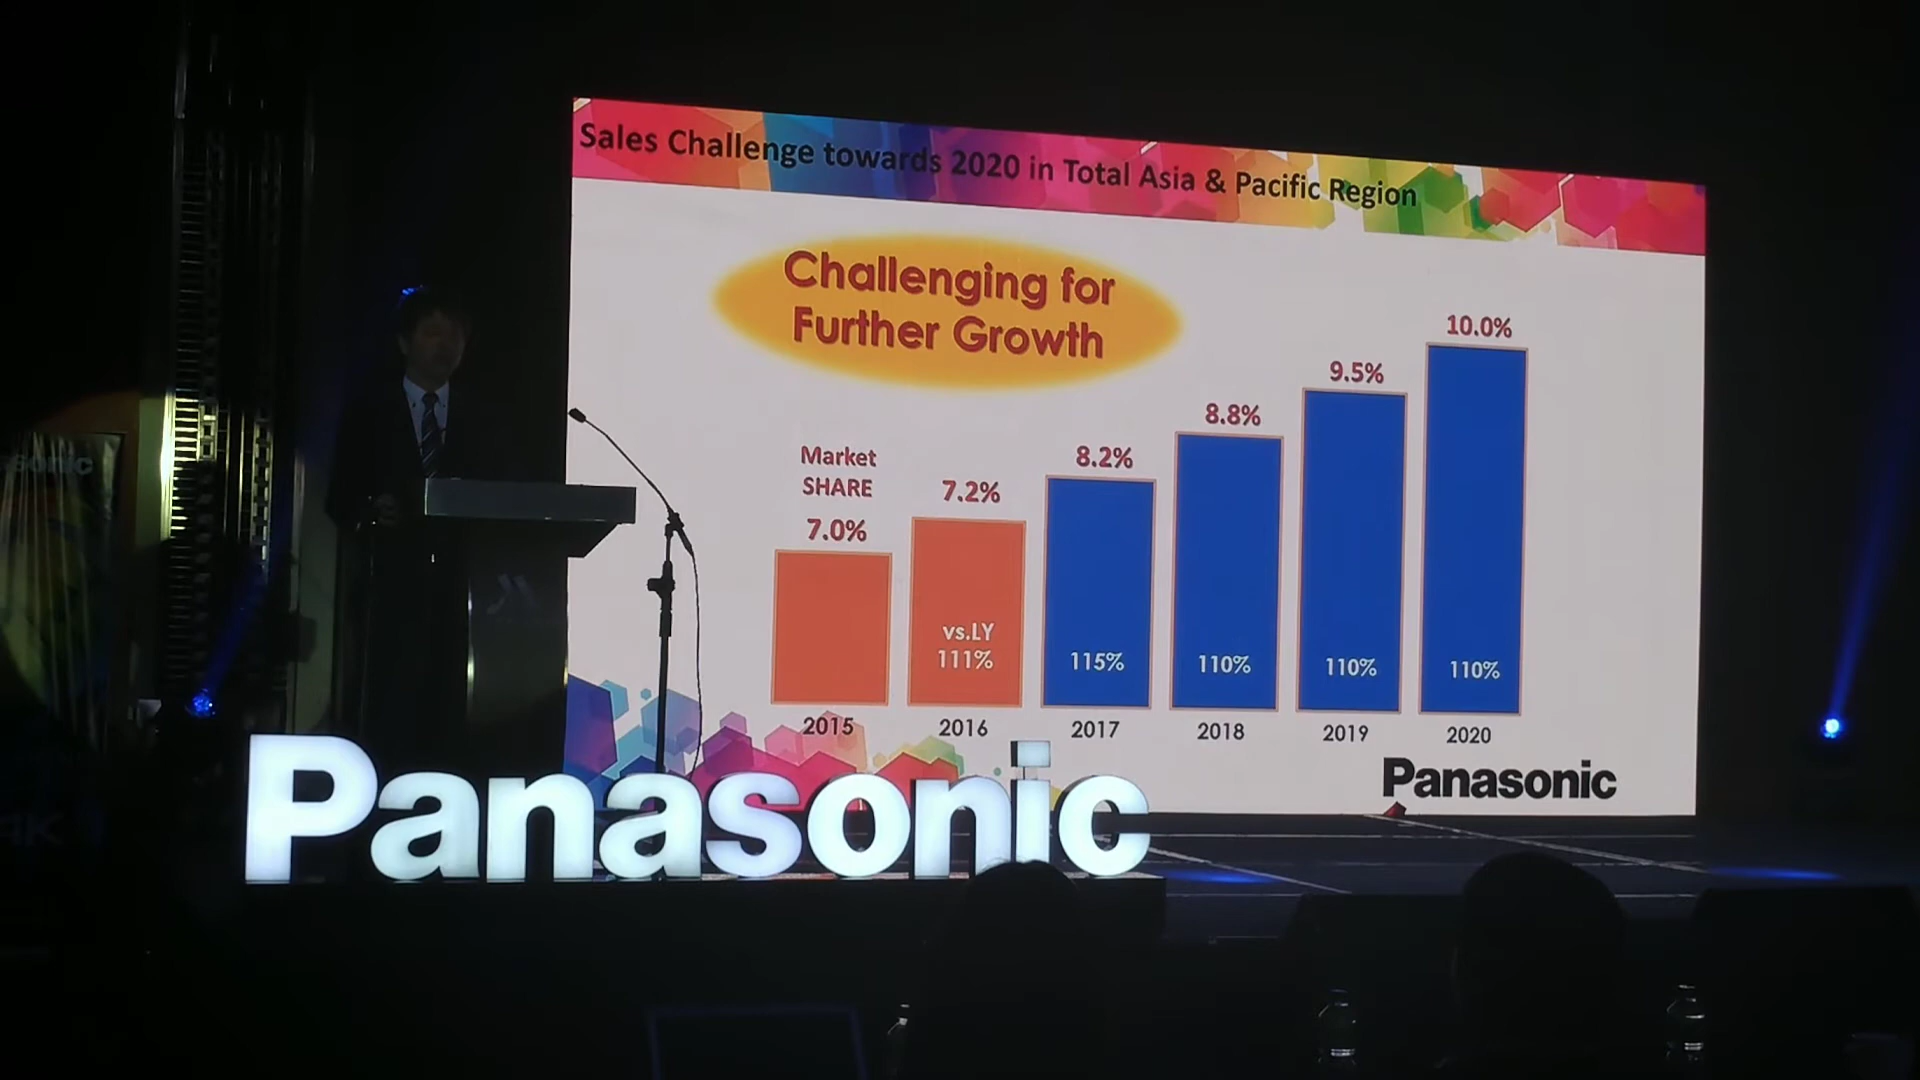 Sales Challenge towards 2020 in Total Asia & Pacific Region
Challenging for
Further Growth
Market
SHARE
7.0%
7.2%
8.2%
8.8%
9.5%
10.0%
vs.LY
111%
115%
110%
110%
110%
2015
2016
2017
2018
2019
2020
Panasonic
Panasonic
sonic
4K